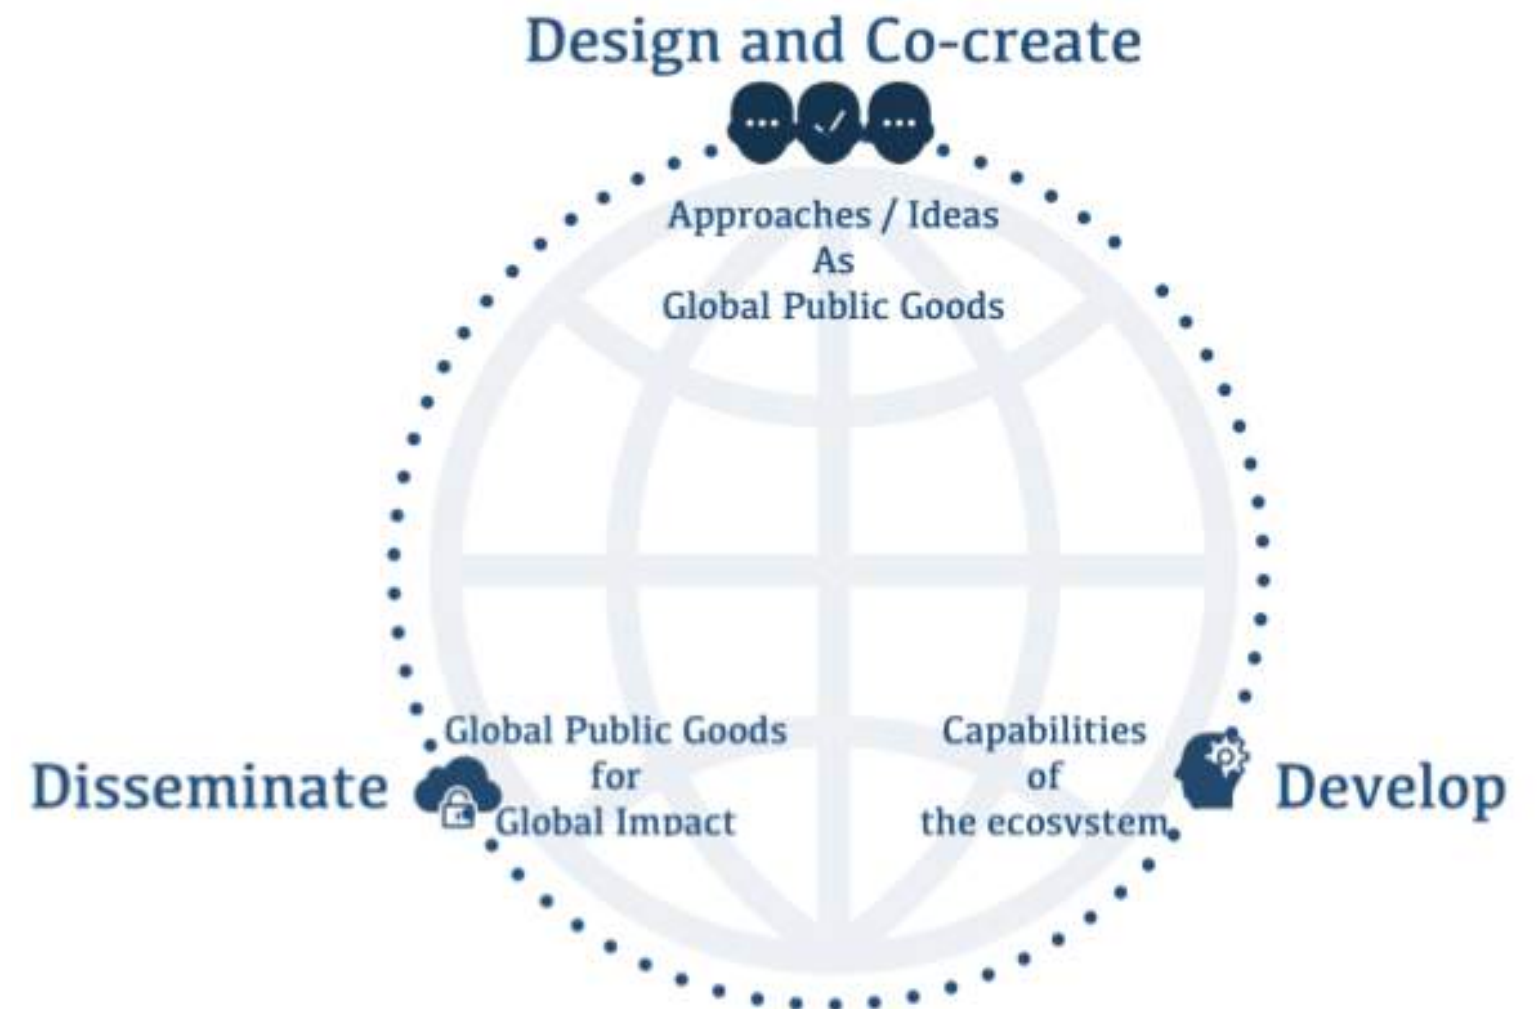 Design and Co-create
Approaches / Ideas
As
Global Public Goods
Disseminate
Global Public Goods
for
Global Impact
Capabilities
of
the ecosystem
Develop